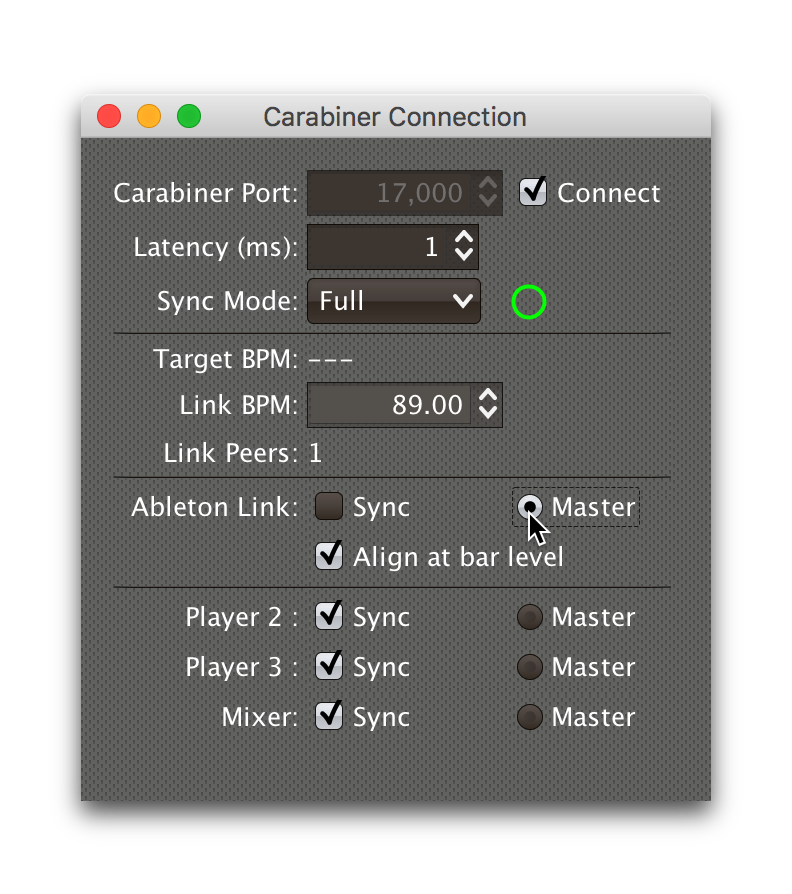 Carabiner Connection
Carabiner Port: 17,000 Connect
Latency (ms): 1
Sync Mode: Full
Target BPM: ---
Link BPM: 89.00
Link Peers: 1
Ableton Link: Sync Master
Align at bar level
Player 2 : Sync Master
Player 3 : Sync Master
Mixer: Sync Master